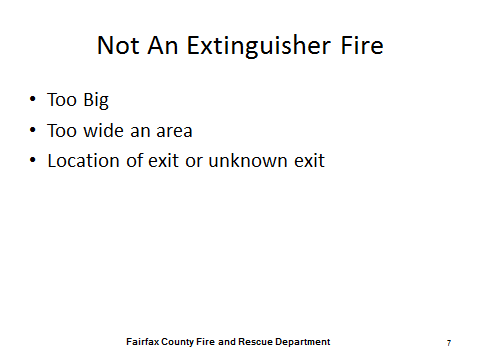 Not An Extinguisher Fire
• Too Big
• Too wide an area
• Location of exit or unknown exit
Fairfax County Fire and Rescue Department
7